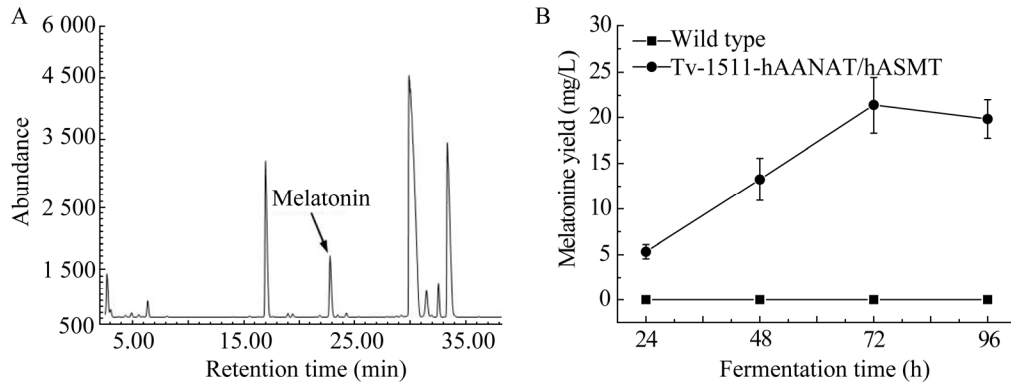 A
6 000
4 500
3 500
2 500
1 500
500
Abundance
Melatonin
5.00
15.00
25.00
35.00
Retention time (min)
B
Wild type
Tv-1511-hAANAT/hASMT
30
25
20
15
10
5
0
Melatonine yield (mg/L)
24
48
72
96
Fermentation time (h)